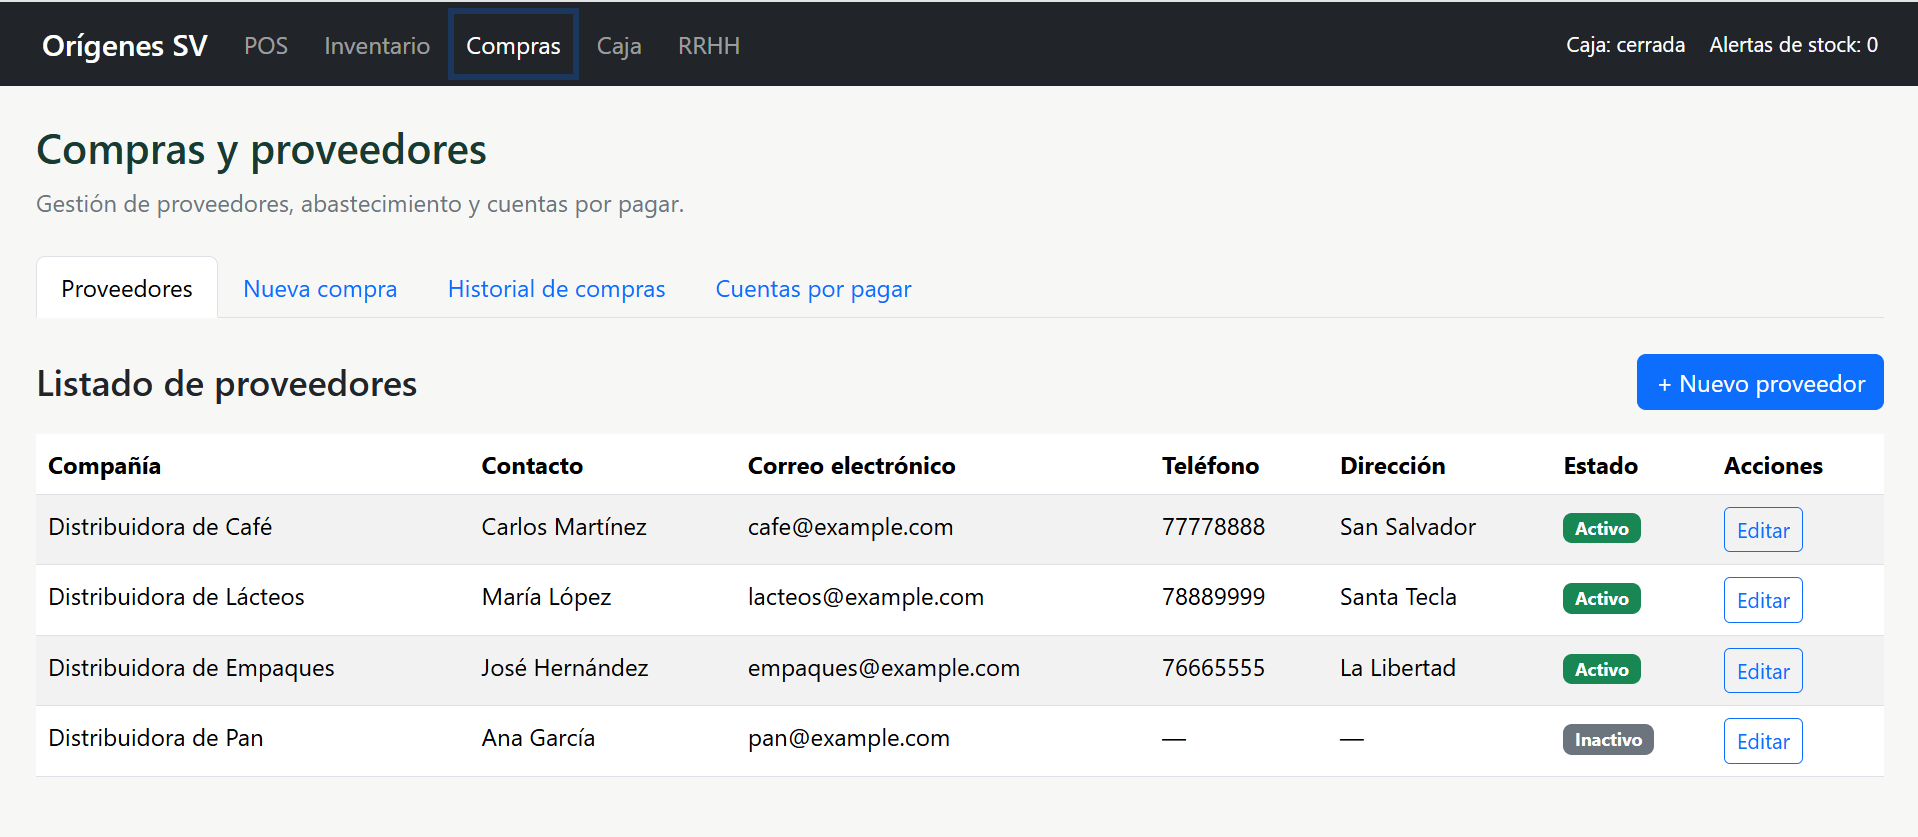 Orígenes SV POS Inventario Compras Caja RRHH Caja: cerrada Alertas de stock: 0
Compras y proveedores
Gestión de proveedores, abastecimiento y cuentas por pagar.
Proveedores Nueva compra Historial de compras Cuentas por pagar
Listado de proveedores + Nuevo proveedor
Compañía Contacto Correo electrónico Teléfono Dirección Estado Acciones
Distribuidora de Café Carlos Martínez cafe@example.com 77778888 San Salvador Activo Editar
Distribuidora de Lácteos María López lacteos@example.com 78889999 Santa Tecla Activo Editar
Distribuidora de Empaques José Hernández empaques@example.com 76665555 La Libertad Activo Editar
Distribuidora de Pan Ana García pan@example.com — — Inactivo Editar